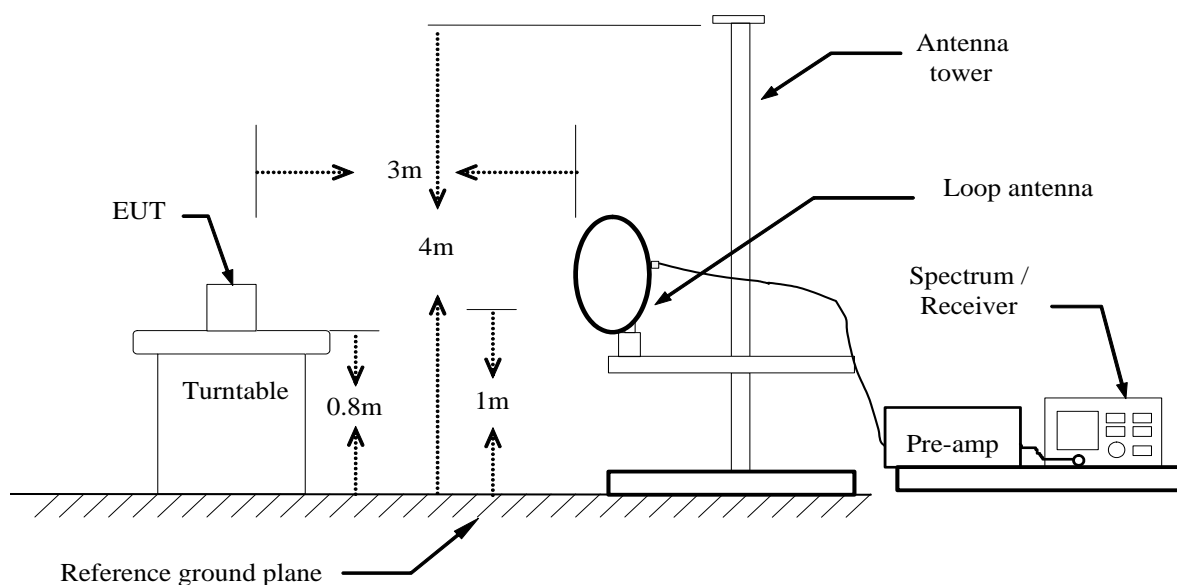 Antenna
tower
3m
Loop antenna
EUT
4m
Spectrum /
Receiver
Turntable
0.8m
1m
Pre-amp
Reference ground plane